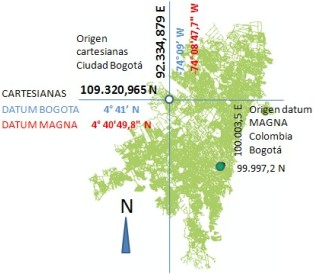 Origen
cartesianas
Ciudad Bogotá
92.334,879 E
74°.09' W
74°08'47,7" W
CARTESIANAS
109.320,965 N
DATUM BOGOTA
4° 41' N
DATUM MAGNA
4° 40'49,8" N
Origen datum
MAGNA
Colombia
Bogotá
100.003,5 E
99.997,2 N
N